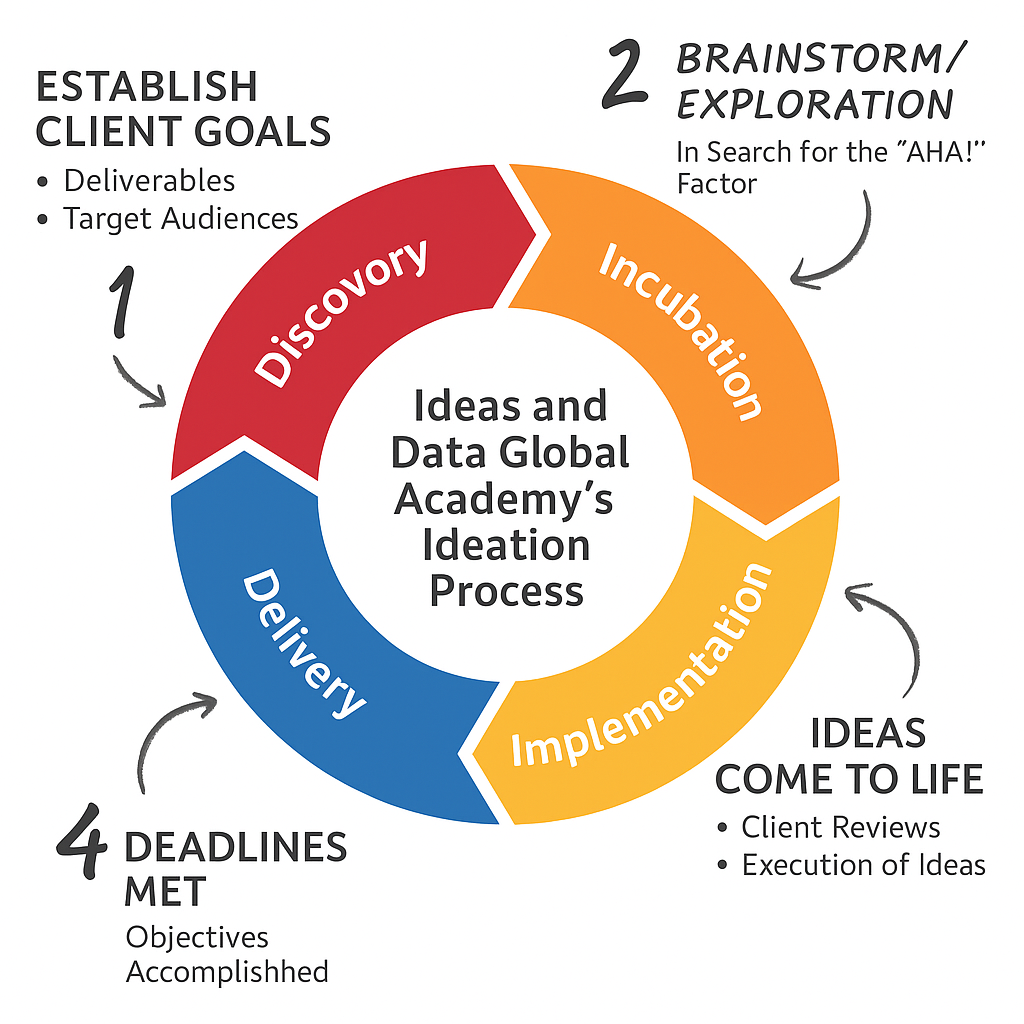 ESTABLISH
CLIENT GOALS
• Deliverables
• Target Audiences
1
Discovory
2
BRAINSTORM/
EXPLORATION
In Search for the "AHA!"
Factor
Incubation
Ideas and
Data Global
Academy's
Ideation
Process
Implementation
IDEAS
COME TO LIFE
• Client Reviews
• Execution of Ideas
Delivery
4
DEADLINES
MET
Objectives
Accomplishhed